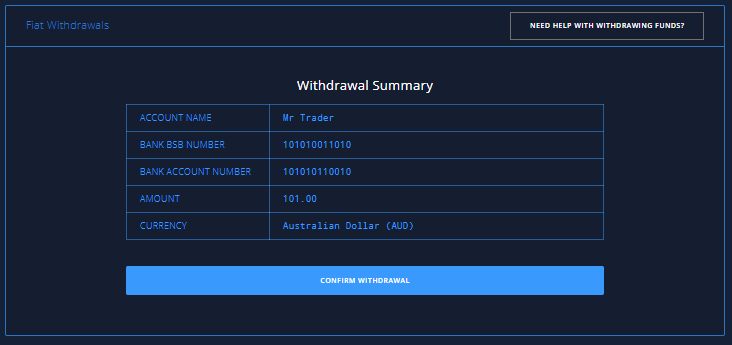 Fiat Withdrawals
NEED HELP WITH WITHDRAWING FUNDS?
Withdrawal Summary
ACCOUNT NAME Mr Trader
BANK BSB NUMBER 101010011010
BANK ACCOUNT NUMBER 101010110010
AMOUNT 101.00
CURRENCY Australian Dollar (AUD)
CONFIRM WITHDRAWAL